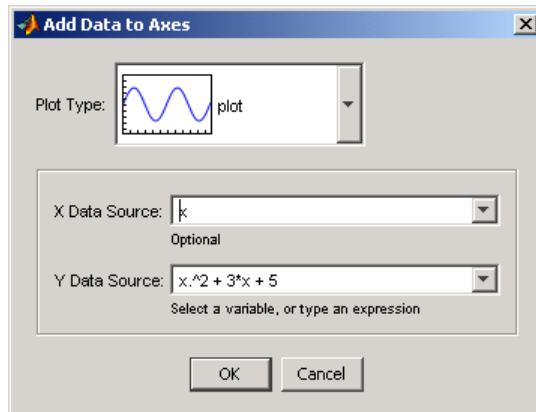 Add Data to Axes
Plot Type: plot
X Data Source: x
Optional
Y Data Source: x.^2 + 3*x + 5
Select a variable, or type an expression
OK Cancel